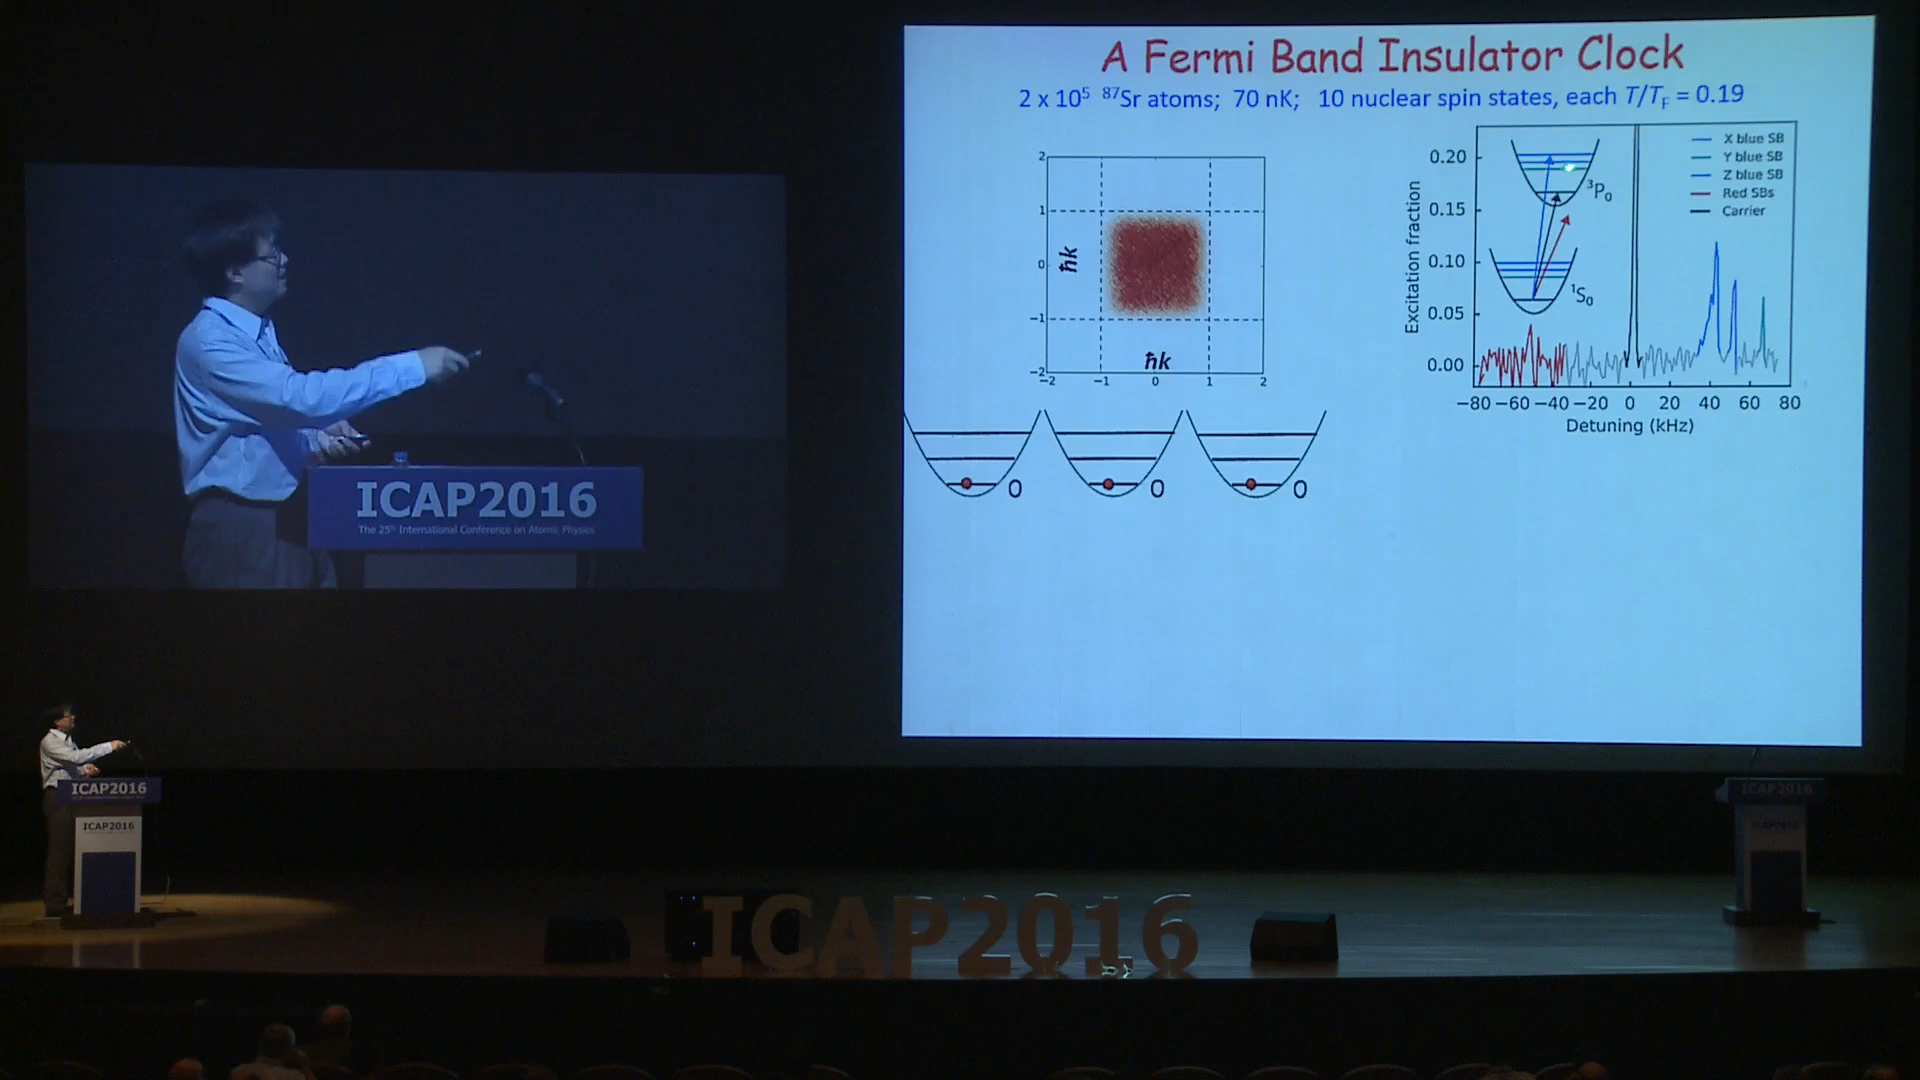 A Fermi Band Insulator Clock
2 x 10⁵ ⁸⁷Sr atoms; 70 nK; 10 nuclear spin states, each T/T_F = 0.19
2
1
0
−1
−2
ħk
−2 −1 0 1 2
ħk
Excitation fraction
0.20
0.15
0.10
0.05
0.00
³P₀
¹S₀
X blue SB
Y blue SB
Z blue SB
Red SBs
Carrier
−80 −60 −40 −20 0 20 40 60 80
Detuning (kHz)
0
0
0
ICAP2016
The 25th International Conference on Atomic Physics
ICAP2016
ICAP2016
ICAP2016
ICAP2016
ICAP2016